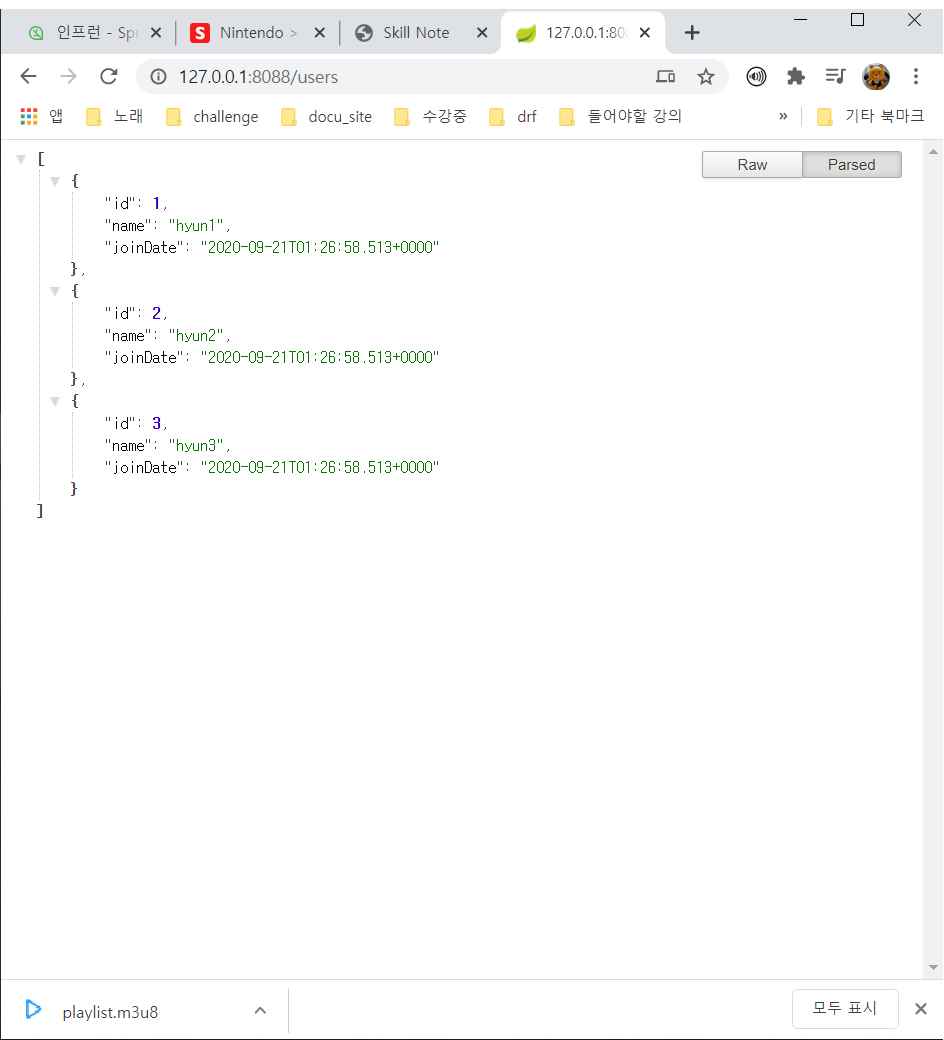 인프런 - Spr
Nintendo >
Skill Note
127.0.0.1:80
127.0.0.1:8088/users
앱 노래 challenge docu_site 수강중 drf 들어야할 강의 » 기타 북마크
Raw Parsed
[
{
"id": 1,
"name": "hyun1",
"joinDate": "2020-09-21T01:26:58.513+0000"
},
{
"id": 2,
"name": "hyun2",
"joinDate": "2020-09-21T01:26:58.513+0000"
},
{
"id": 3,
"name": "hyun3",
"joinDate": "2020-09-21T01:26:58.513+0000"
}
]
playlist.m3u8
모두 표시